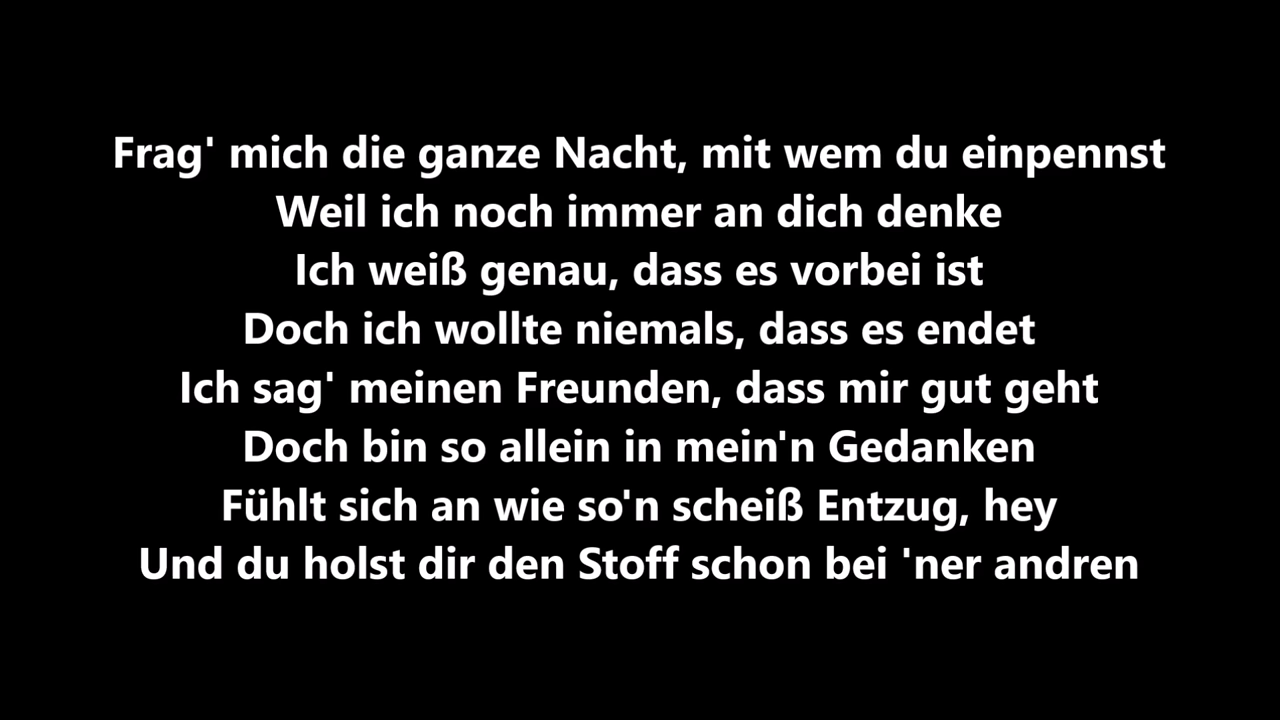 Frag' mich die ganze Nacht, mit wem du einpennst
Weil ich noch immer an dich denke
Ich weiß genau, dass es vorbei ist
Doch ich wollte niemals, dass es endet
Ich sag' meinen Freunden, dass mir gut geht
Doch bin so allein in mein'n Gedanken
Fühlt sich an wie so'n scheiß Entzug, hey
Und du holst dir den Stoff schon bei 'ner andren